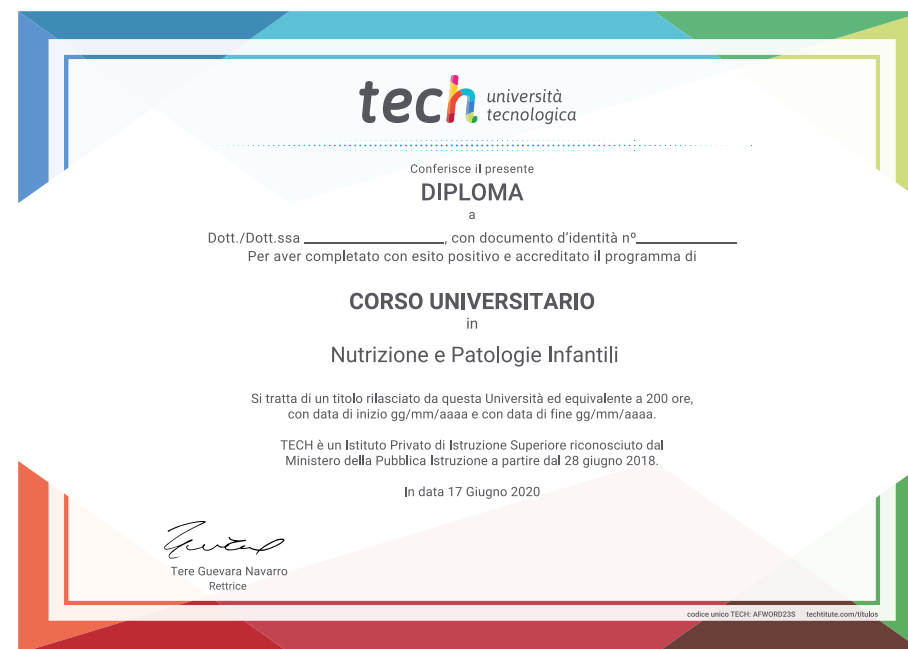 tech università
tecnologica
Conferisce il presente
DIPLOMA
a
Dott./Dott.ssa ____________________, con documento d'identità nº______________
Per aver completato con esito positivo e accreditato il programma di
CORSO UNIVERSITARIO
in
Nutrizione e Patologie Infantili
Si tratta di un titolo rilasciato da questa Università ed equivalente a 200 ore,
con data di inizio gg/mm/aaaa e con data di fine gg/mm/aaaa.
TECH è un Istituto Privato di Istruzione Superiore riconosciuto dal
Ministero della Pubblica Istruzione a partire dal 28 giugno 2018.
In data 17 Giugno 2020
Tere Guevara Navarro
Rettrice
codice unico TECH: AFWORD23S techtitute.com/títulos